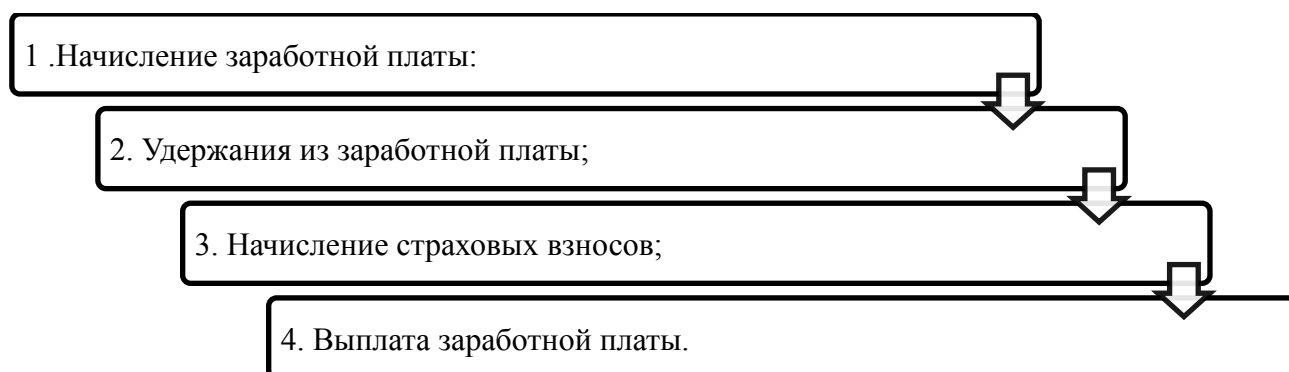 1 .Начисление заработной платы:
2. Удержания из заработной платы;
3. Начисление страховых взносов;
4. Выплата заработной платы.